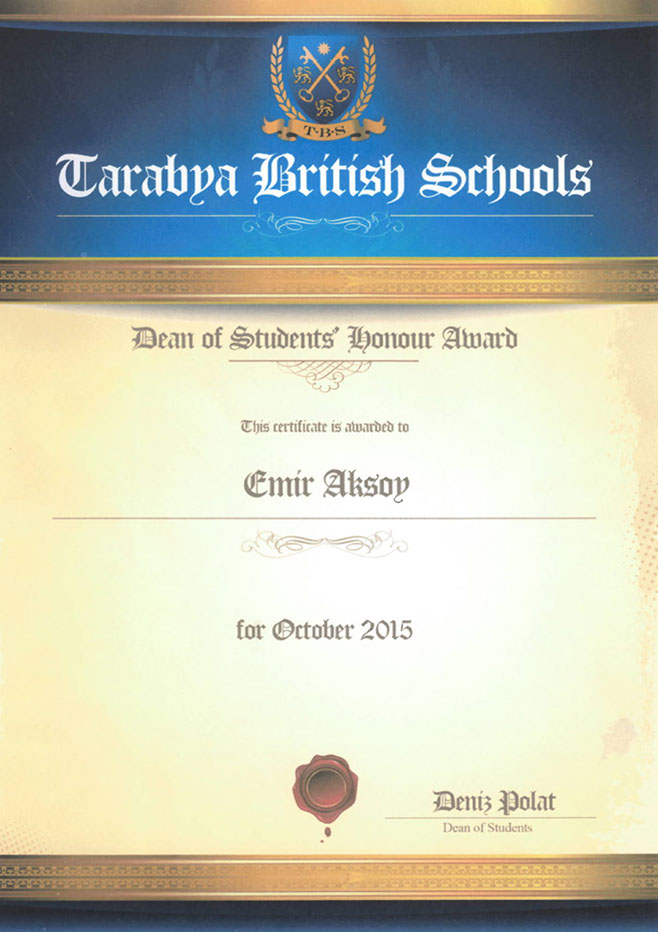 T·B·S
Tarabya British Schools
Dean of Students' Honour Award
This certificate is awarded to
Emir Aksoy
for October 2015
Deniz Polat
Dean of Students